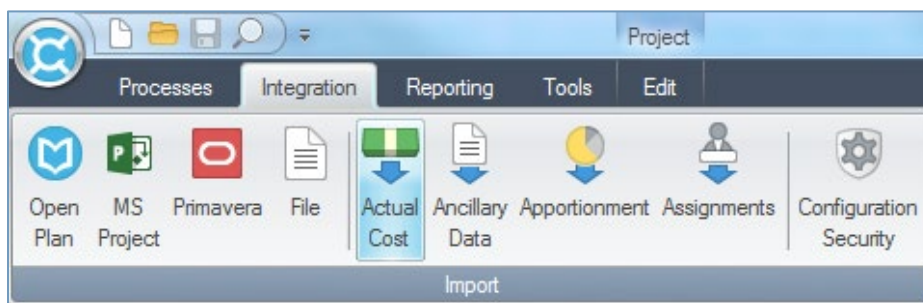 Project
Processes Integration Reporting Tools Edit
Open Plan MS Project Primavera File Actual Cost Ancillary Data Apportionment Assignments Configuration Security
Import